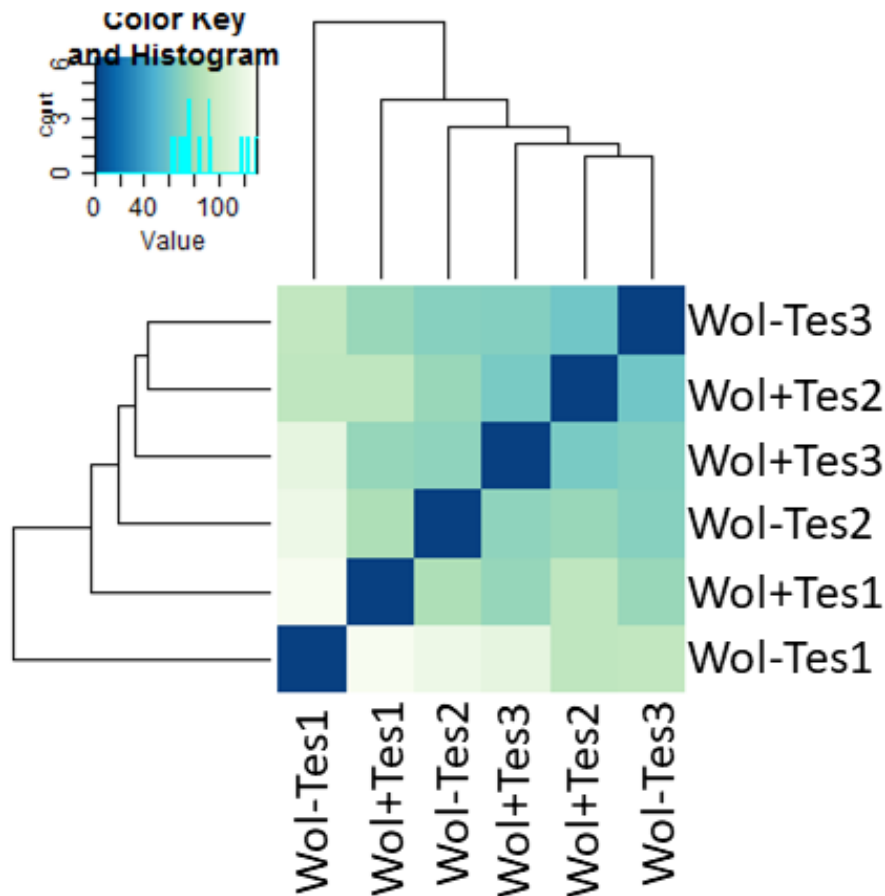 Color Key
and Histogram
Count
0 3 6
0 40 100
Value
Wol-Tes3
Wol+Tes2
Wol+Tes3
Wol-Tes2
Wol+Tes1
Wol-Tes1
Wol-Tes1
Wol+Tes1
Wol-Tes2
Wol+Tes3
Wol+Tes2
Wol-Tes3